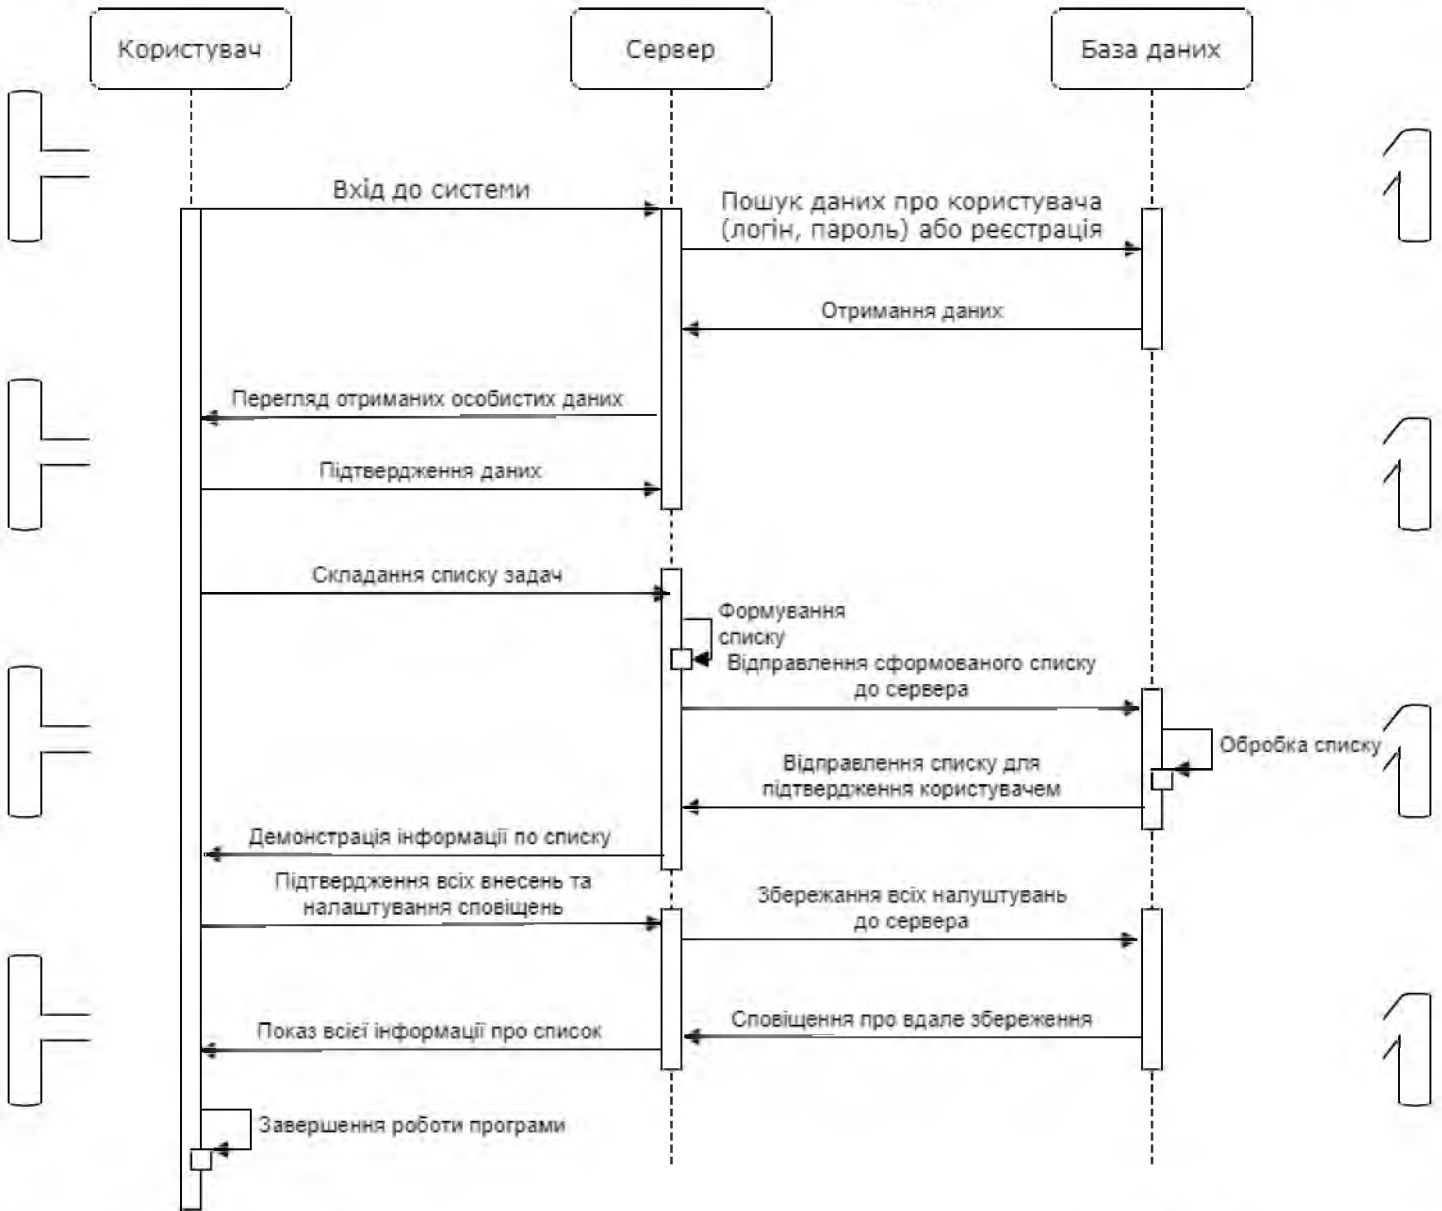 Користувач
Сервер
База даних
Вхід до системи
Пошук даних про користувача
(логін, пароль) або реєстрація
Отримання даних
Перегляд отриманих особистих даних
Підтвердження даних
Складання списку задач
Формування
списку
Відправлення сформованого списку
до сервера
Обробка списку
Відправлення списку для
підтвердження користувачем
Демонстрація інформації по списку
Підтвердження всіх внесень та
налаштування сповіщень
Збережання всіх налуштувань
до сервера
Сповіщення про вдале збереження
Показ всієї інформації про список
Завершення роботи програми